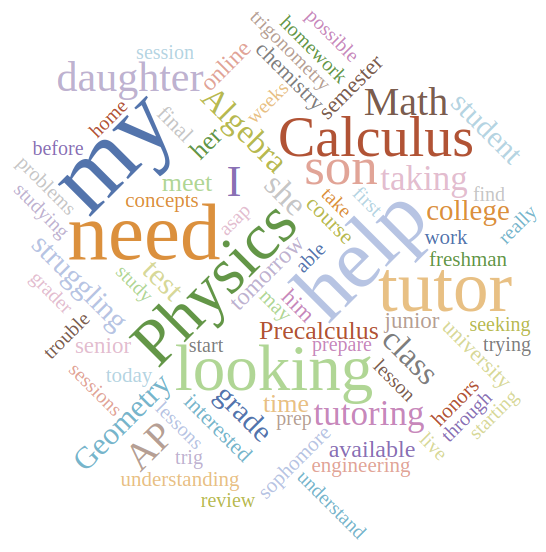 possible
trigonometry
homework
session
online
chemistry
semester
daughter
weeks
Math
Algebra
student
home
final
her
my
Calculus
before
son
problems
meet
I
she
taking
studying
concepts
take
first
find
need
asap
course
college
Physics
help
really
able
work
struggling
tomorrow
freshman
test
study
grader
may
him
tutor
trouble
Precalculus
junior
university
seeking
senior
start
prepare
class
trying
looking
today
sessions
lesson
Geometry
grade
time
tutoring
honors
through
starting
lessons
interested
prep
AP
live
available
trig
sophomore
engineering
understanding
understand
review